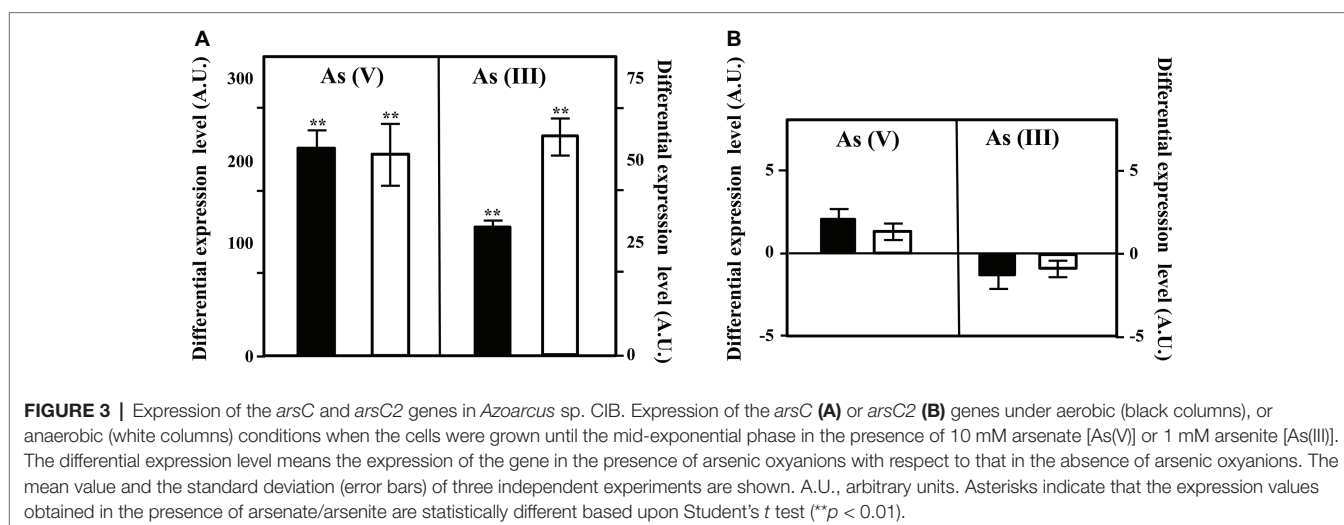 A
B
Differential expression level (A.U.)
300
200
100
0
As (V)
As (III)
**
**
**
**
75
50
25
0
Differential expression level (A.U.)
Differential expression level (A.U.)
5
0
-5
As (V)
As (III)
5
0
-5
Differential expression level (A.U.)
FIGURE 3 | Expression of the arsC and arsC2 genes in Azoarcus sp. CIB. Expression of the arsC (A) or arsC2 (B) genes under aerobic (black columns), or
anaerobic (white columns) conditions when the cells were grown until the mid-exponential phase in the presence of 10 mM arsenate [As(V)] or 1 mM arsenite [As(III)].
The differential expression level means the expression of the gene in the presence of arsenic oxyanions with respect to that in the absence of arsenic oxyanions. The
mean value and the standard deviation (error bars) of three independent experiments are shown. A.U., arbitrary units. Asterisks indicate that the expression values
obtained in the presence of arsenate/arsenite are statistically different based upon Student's t test (**p < 0.01).